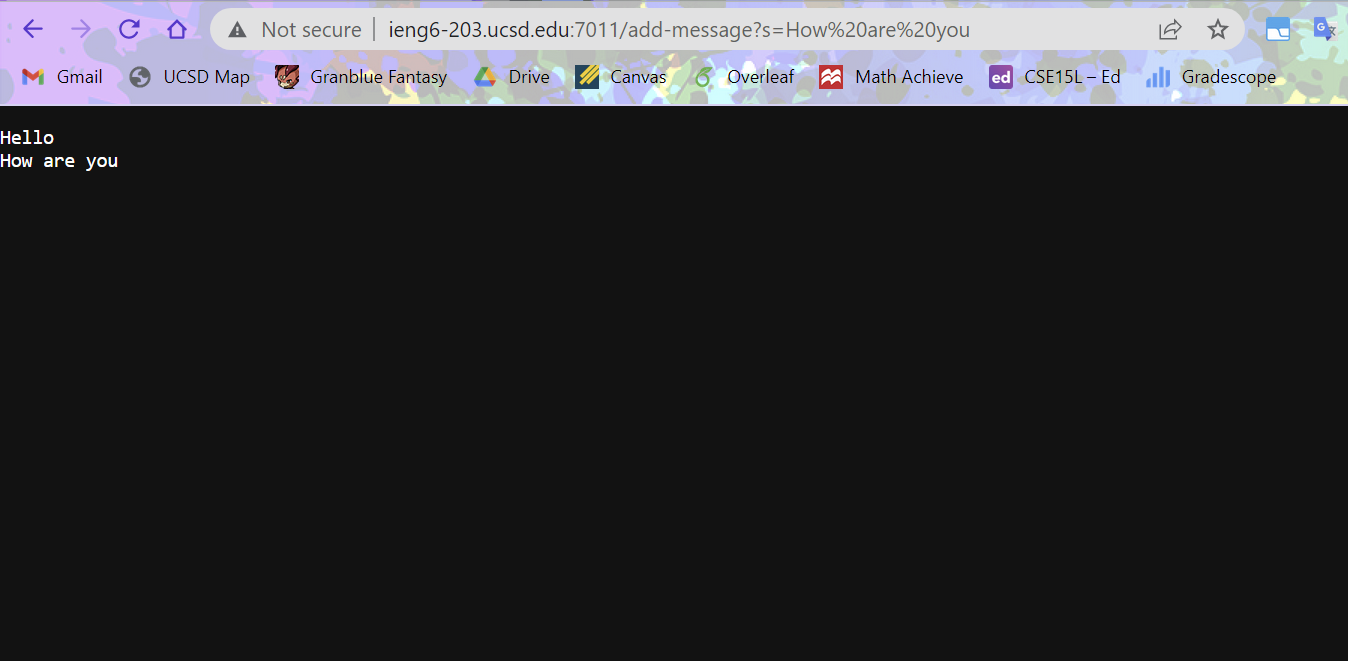 Not secure ieng6-203.ucsd.edu:7011/add-message?s=How%20are%20you
Gmail UCSD Map Granblue Fantasy Drive Canvas Overleaf Math Achieve ed CSE15L – Ed Gradescope
Hello
How are you